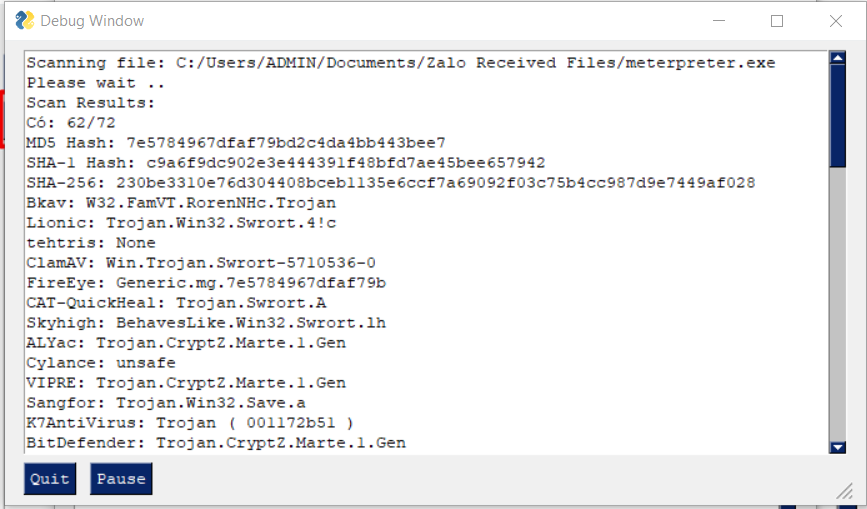 Debug Window
Scanning file: C:/Users/ADMIN/Documents/Zalo Received Files/meterpreter.exe
Please wait ..
Scan Results:
Có: 62/72
MD5 Hash: 7e5784967dfaf79bd2c4da4bb443bee7
SHA-1 Hash: c9a6f9dc902e3e444391f48bfd7ae45bee657942
SHA-256: 230be3310e76d304408bceb1135e6ccf7a69092f03c75b4cc987d9e7449af028
Bkav: W32.FamVT.RorenNHc.Trojan
Lionic: Trojan.Win32.Swrort.4!c
tehtris: None
ClamAV: Win.Trojan.Swrort-5710536-0
FireEye: Generic.mg.7e5784967dfaf79b
CAT-QuickHeal: Trojan.Swrort.A
Skyhigh: BehavesLike.Win32.Swrort.lh
ALYac: Trojan.CryptZ.Marte.1.Gen
Cylance: unsafe
VIPRE: Trojan.CryptZ.Marte.1.Gen
Sangfor: Trojan.Win32.Save.a
K7AntiVirus: Trojan ( 001172b51 )
BitDefender: Trojan.CryptZ.Marte.1.Gen
Quit Pause